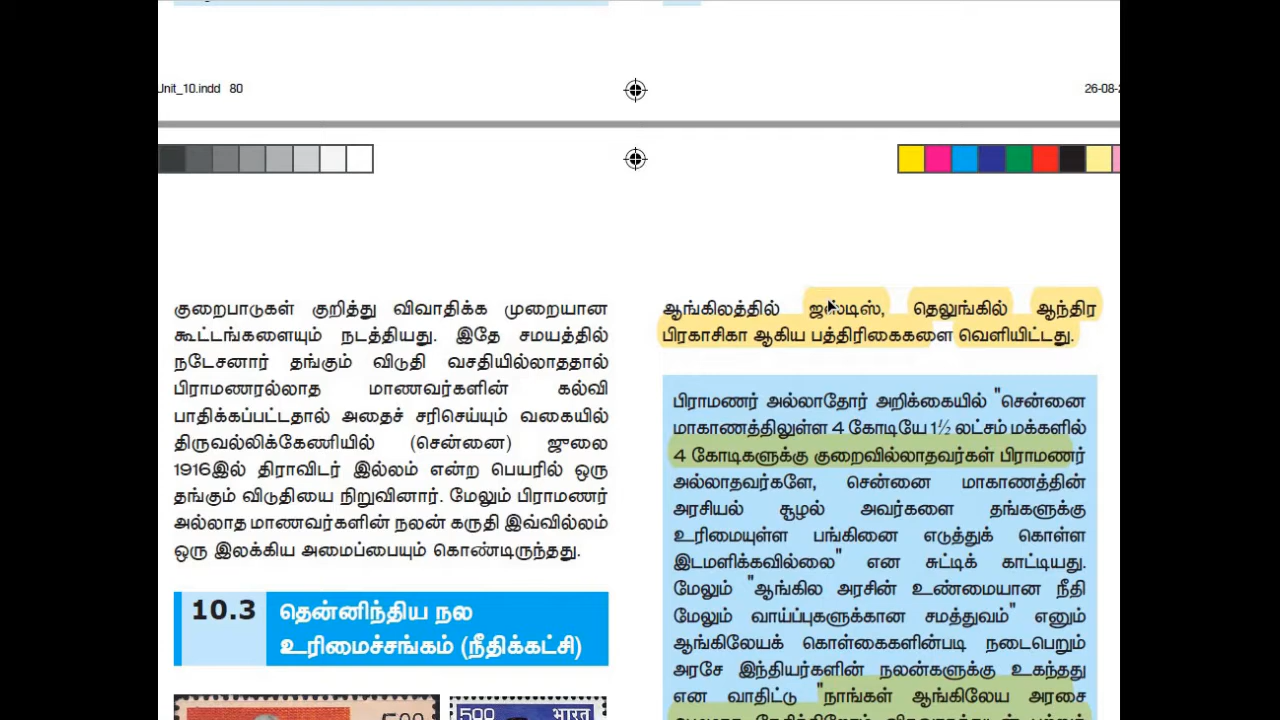 Unit_10.indd 80
26-08-2
குறைபாடுகள் குறித்து விவாதிக்க முறையான
கூட்டங்களையும் நடத்தியது. இதே சமயத்தில்
நடேசனார் தங்கும் விடுதி வசதியில்லாததால்
பிராமணரல்லாத மாணவர்களின் கல்வி
பாதிக்கப்பட்டதால் அதைச் சரிசெய்யும் வகையில்
திருவல்லிக்கேணியில் (சென்னை) ஜுலை
1916இல் திராவிடர் இல்லம் என்ற பெயரில் ஒரு
தங்கும் விடுதியை நிறுவினார். மேலும் பிராமணர்
அல்லாத மாணவர்களின் நலன் கருதி இவ்வில்லம்
ஒரு இலக்கிய அமைப்பையும் கொண்டிருந்தது.
10.3 தென்னிந்திய நல
உரிமைச்சங்கம் (நீதிக்கட்சி)
5.00
500 भारत
ஆங்கிலத்தில் ஜஸ்டிஸ், தெலுங்கில் ஆந்திர
பிரகாசிகா ஆகிய பத்திரிகைகளை வெளியிட்டது.
பிராமணர் அல்லாதோர் அறிக்கையில் "சென்னை
மாகாணத்திலுள்ள 4 கோடியே 1½ லட்சம் மக்களில்
4 கோடிகளுக்கு குறைவில்லாதவர்கள் பிராமணர்
அல்லாதவர்களே, சென்னை மாகாணத்தின்
அரசியல் சூழல் அவர்களை தங்களுக்கு
உரிமையுள்ள பங்கினை எடுத்துக் கொள்ள
இடமளிக்கவில்லை" என சுட்டிக் காட்டியது.
மேலும் "ஆங்கில அரசின் உண்மையான நீதி
மேலும் வாய்ப்புகளுக்கான சமத்துவம்" எனும்
ஆங்கிலேயக் கொள்கைகளின்படி நடைபெறும்
அரசே இந்தியர்களின் நலன்களுக்கு உகந்தது
என வாதிட்டு "நாங்கள் ஆங்கிலேய அரசை